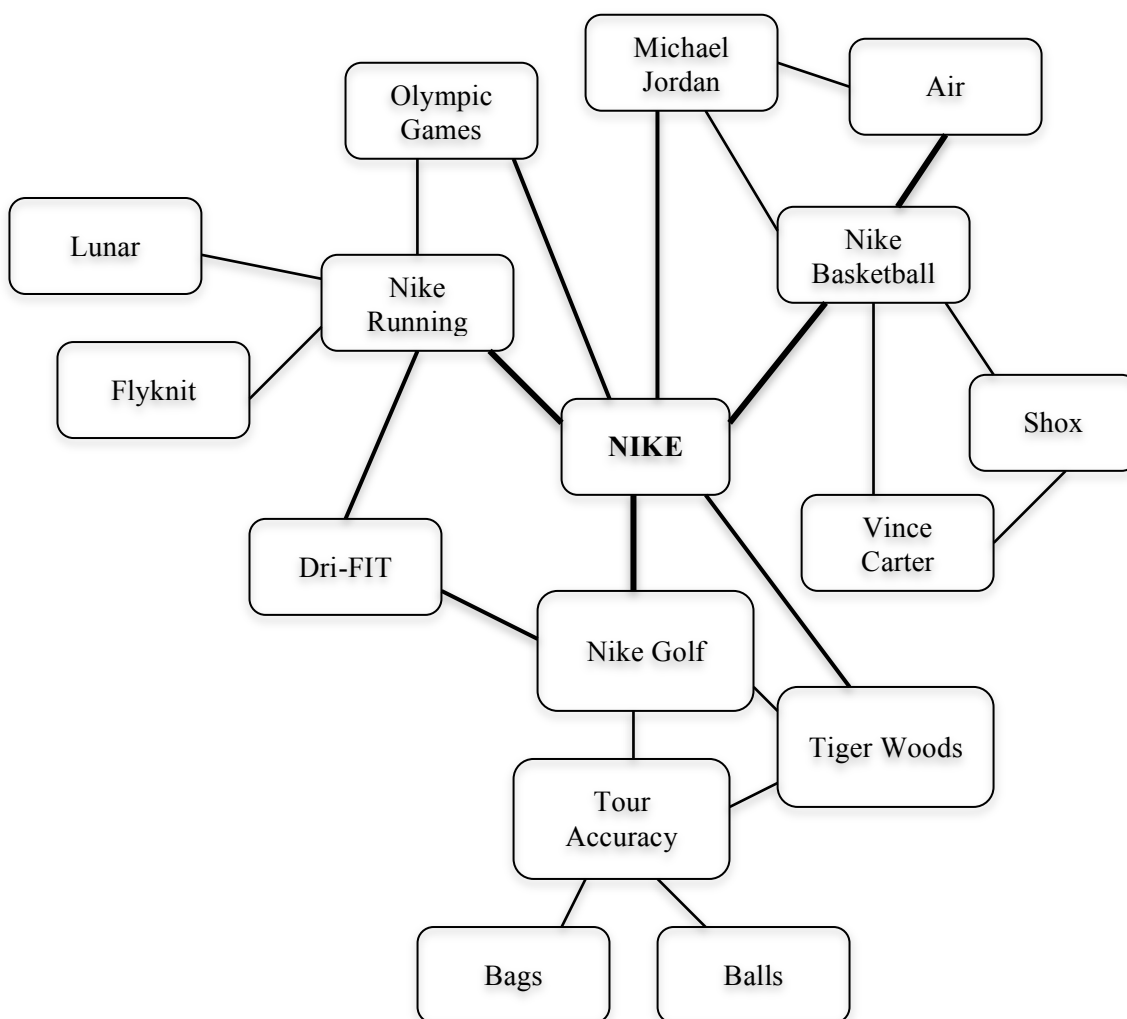 Michael
Jordan
Air
Olympic
Games
Lunar
Nike
Basketball
Nike
Running
Flyknit
NIKE
Shox
Vince
Carter
Dri-FIT
Nike Golf
Tiger Woods
Tour
Accuracy
Bags
Balls